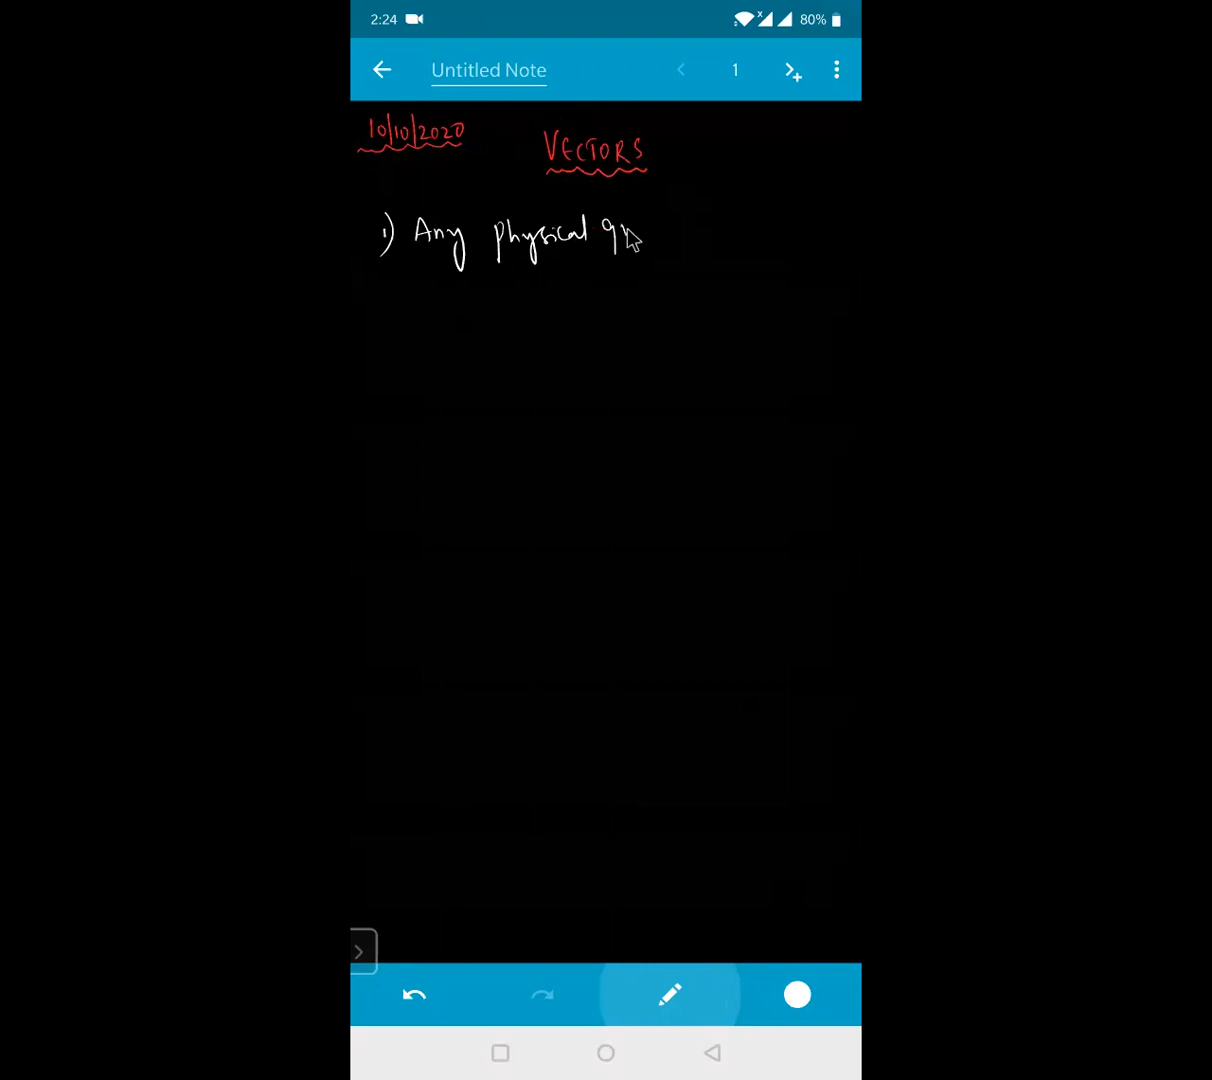 2:24 80%
Untitled Note 1
10/10/2020
VECTORS
1) Any physical